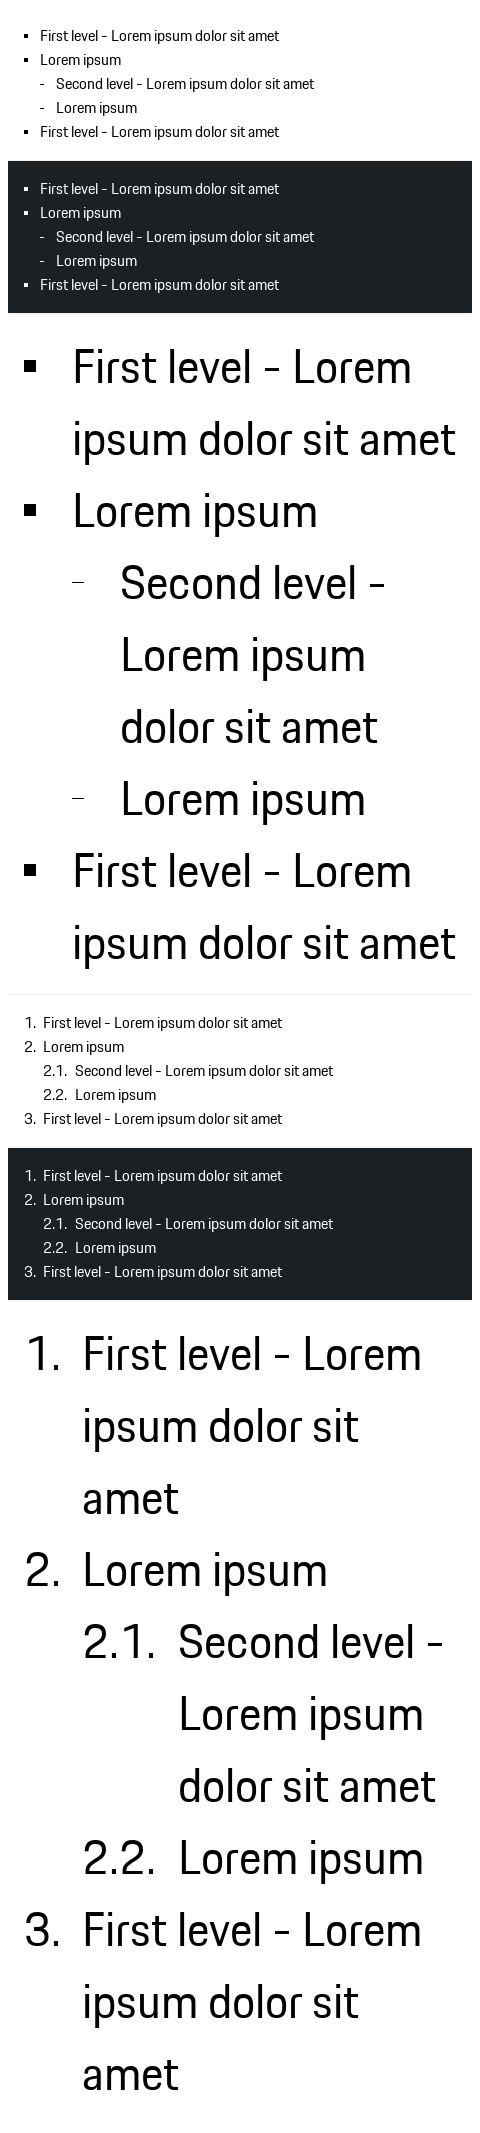 ▪ First level - Lorem ipsum dolor sit amet
▪ Lorem ipsum
- Second level - Lorem ipsum dolor sit amet
- Lorem ipsum
▪ First level - Lorem ipsum dolor sit amet
▪ First level - Lorem ipsum dolor sit amet
▪ Lorem ipsum
- Second level - Lorem ipsum dolor sit amet
- Lorem ipsum
▪ First level - Lorem ipsum dolor sit amet
▪ First level - Lorem
ipsum dolor sit amet
▪ Lorem ipsum
– Second level -
Lorem ipsum
dolor sit amet
– Lorem ipsum
▪ First level - Lorem
ipsum dolor sit amet
1. First level - Lorem ipsum dolor sit amet
2. Lorem ipsum
2.1. Second level - Lorem ipsum dolor sit amet
2.2. Lorem ipsum
3. First level - Lorem ipsum dolor sit amet
1. First level - Lorem ipsum dolor sit amet
2. Lorem ipsum
2.1. Second level - Lorem ipsum dolor sit amet
2.2. Lorem ipsum
3. First level - Lorem ipsum dolor sit amet
1. First level - Lorem
ipsum dolor sit
amet
2. Lorem ipsum
2.1. Second level -
Lorem ipsum
dolor sit amet
2.2. Lorem ipsum
3. First level - Lorem
ipsum dolor sit
amet